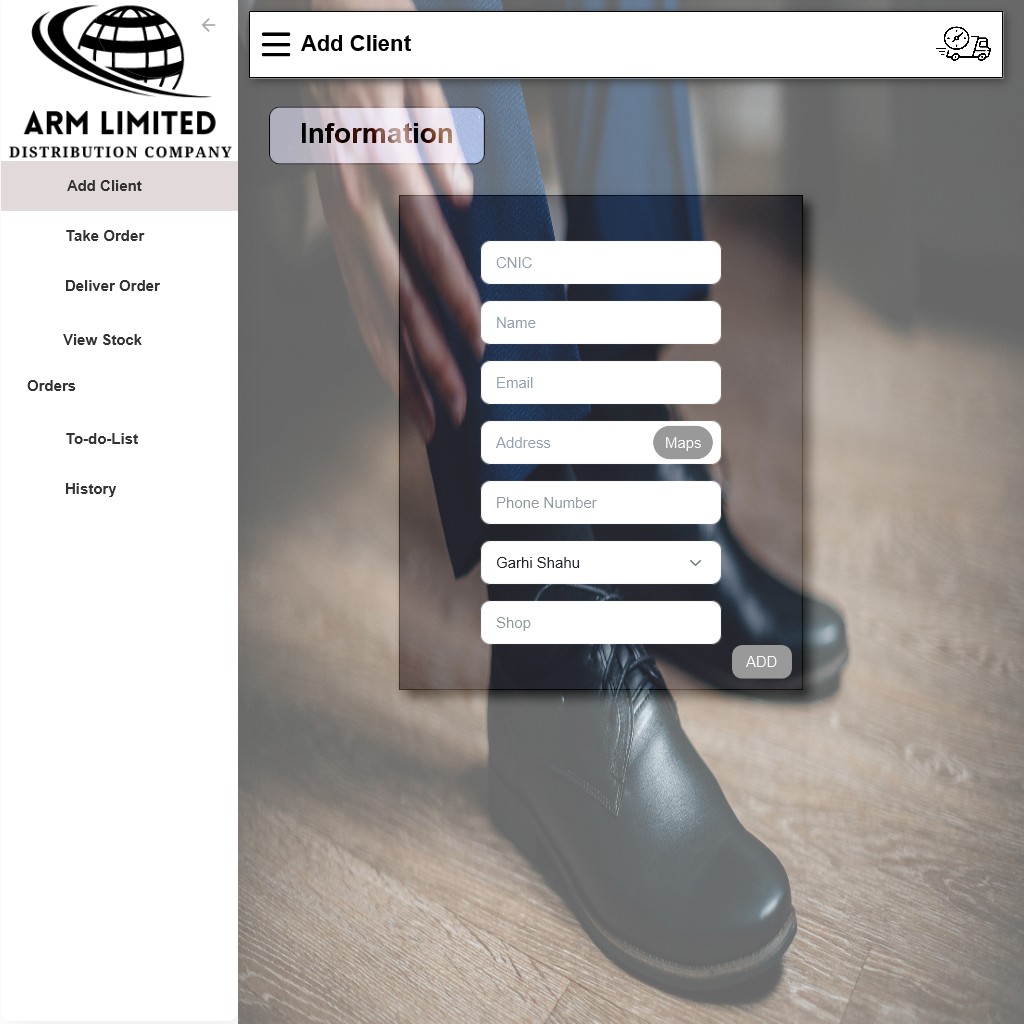 ARM LIMITED
DISTRIBUTION COMPANY
Add Client
Take Order
Deliver Order
View Stock
Orders
To-do-List
History
Add Client
Information
CNIC
Name
Email
Address
Maps
Phone Number
Garhi Shahu
Shop
ADD